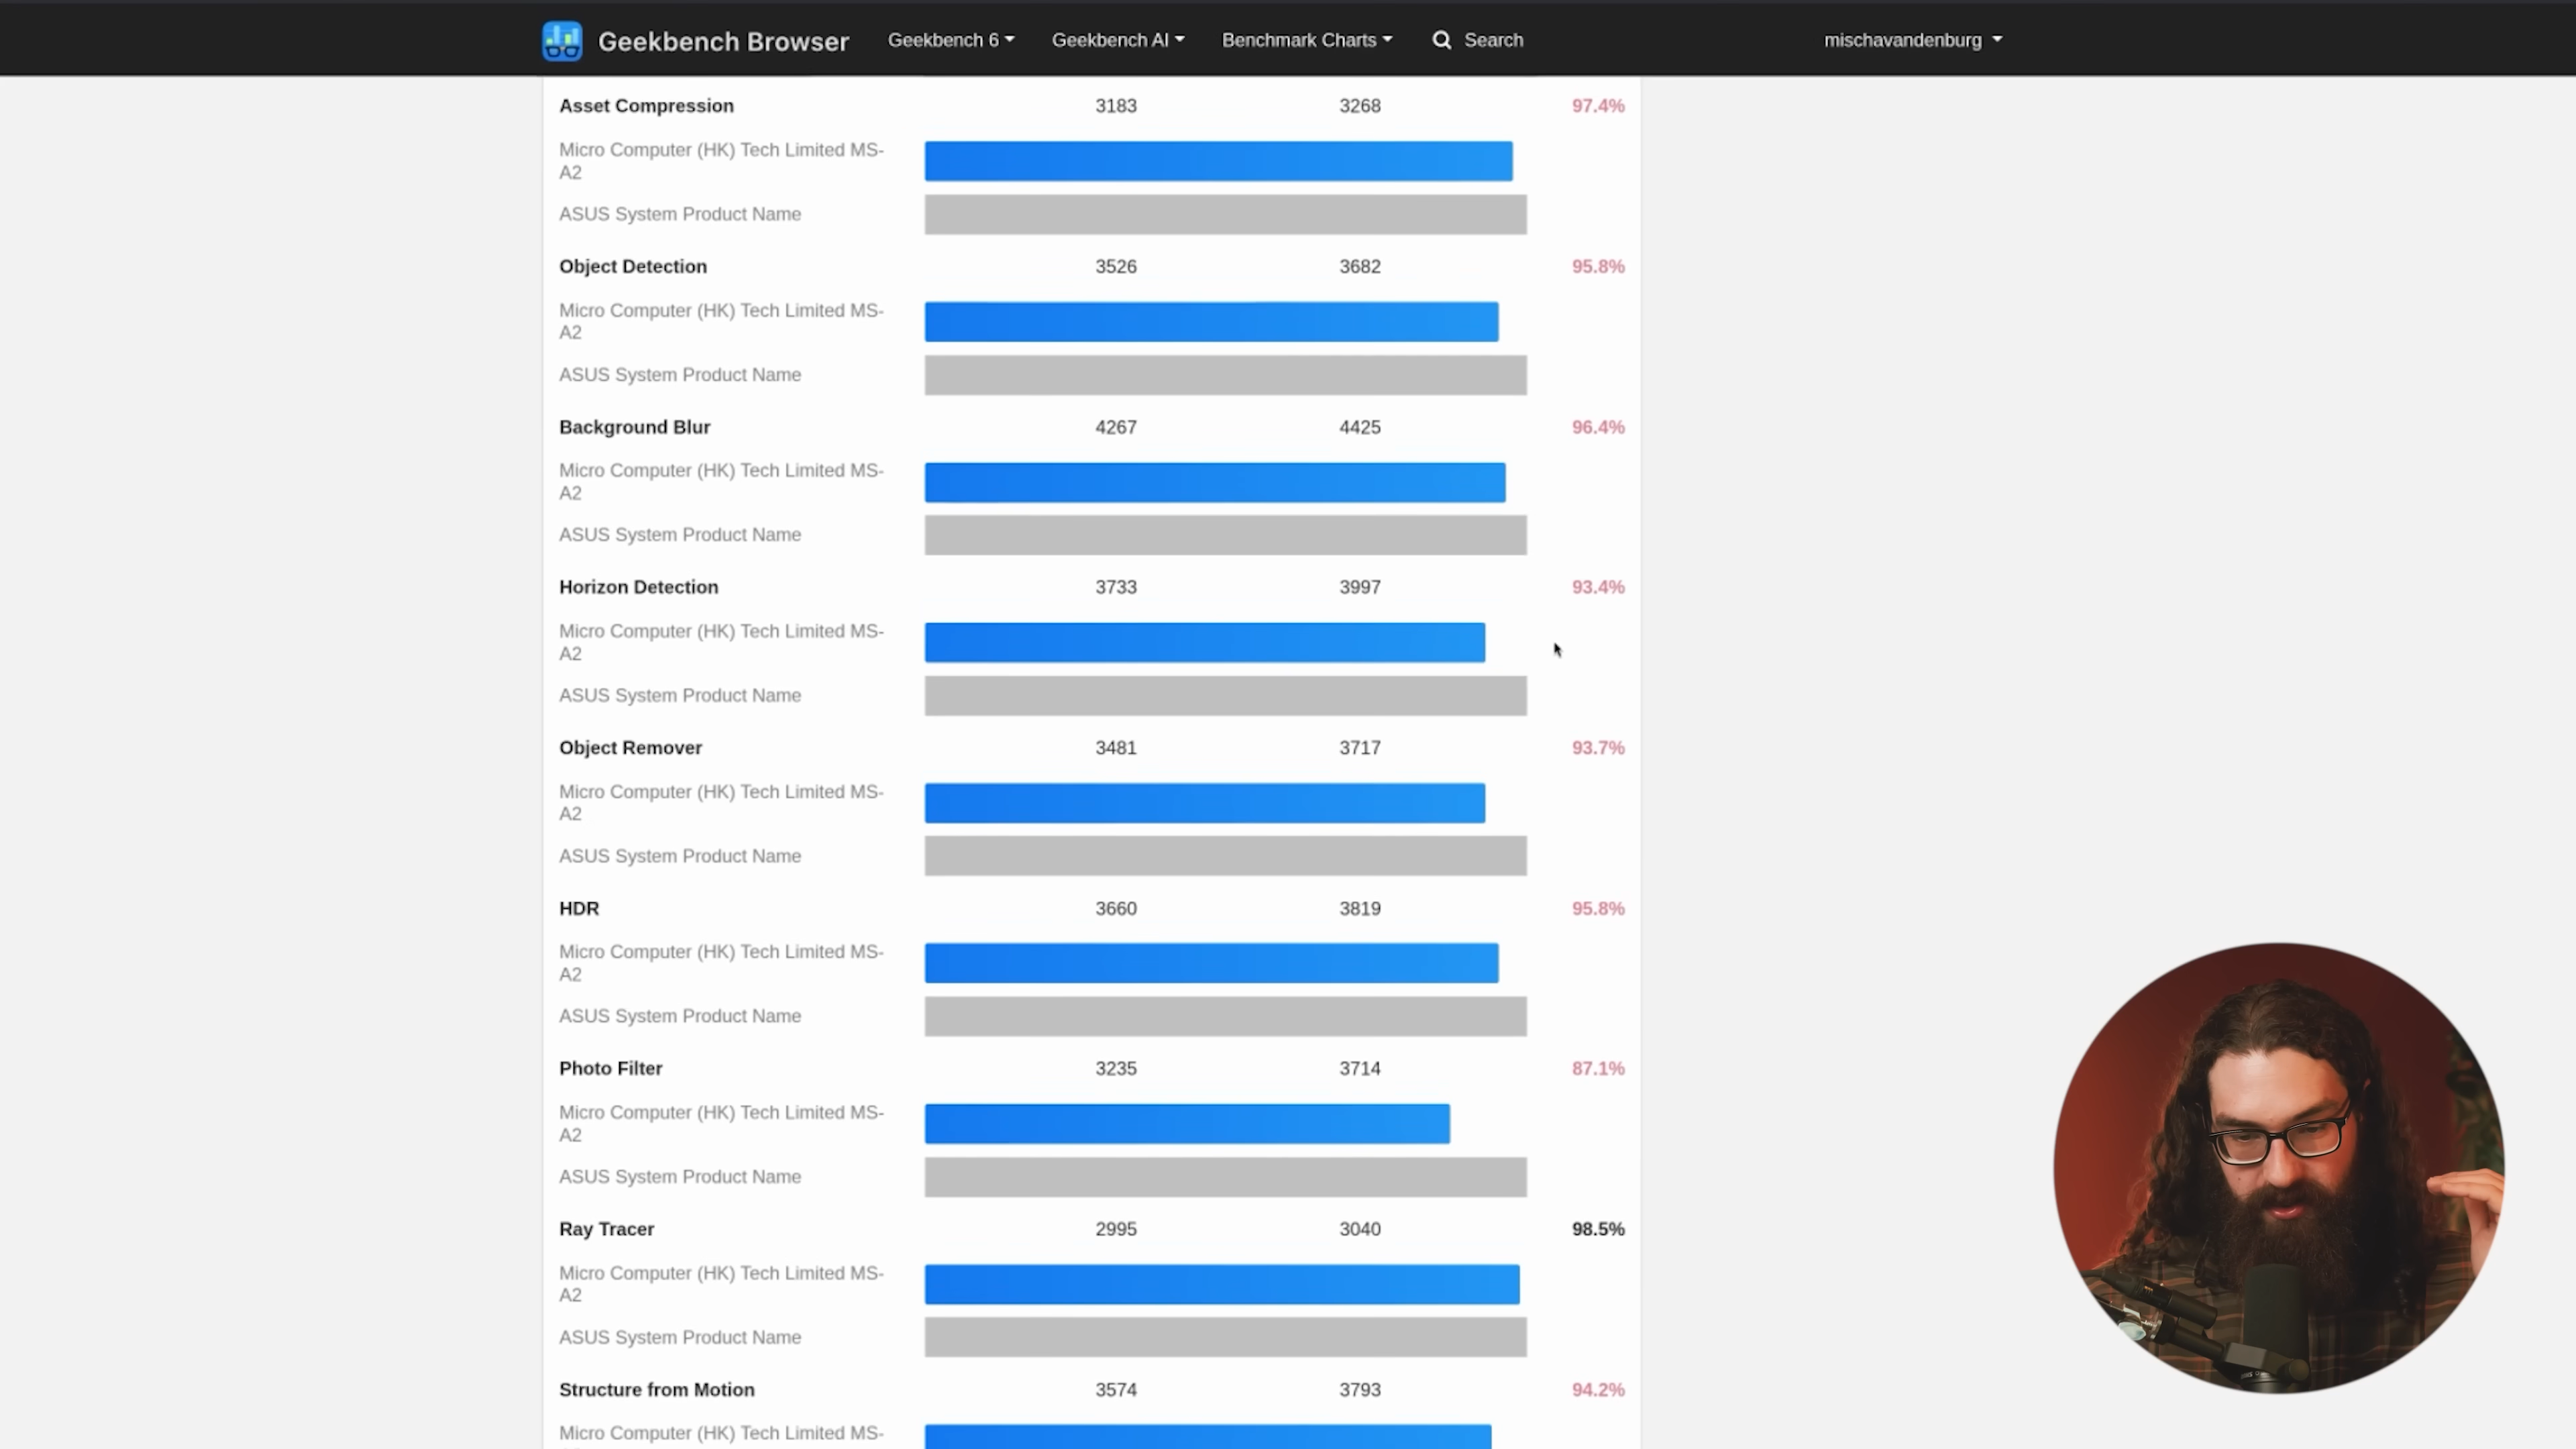 Geekbench Browser Geekbench 6 Geekbench AI Benchmark Charts Search mischavandenburg
Asset Compression 3183 3268 97.4%
Micro Computer (HK) Tech Limited MS-
A2
ASUS System Product Name
Object Detection 3526 3682 95.8%
Micro Computer (HK) Tech Limited MS-
A2
ASUS System Product Name
Background Blur 4267 4425 96.4%
Micro Computer (HK) Tech Limited MS-
A2
ASUS System Product Name
Horizon Detection 3733 3997 93.4%
Micro Computer (HK) Tech Limited MS-
A2
ASUS System Product Name
Object Remover 3481 3717 93.7%
Micro Computer (HK) Tech Limited MS-
A2
ASUS System Product Name
HDR 3660 3819 95.8%
Micro Computer (HK) Tech Limited MS-
A2
ASUS System Product Name
Photo Filter 3235 3714 87.1%
Micro Computer (HK) Tech Limited MS-
A2
ASUS System Product Name
Ray Tracer 2995 3040 98.5%
Micro Computer (HK) Tech Limited MS-
A2
ASUS System Product Name
Structure from Motion 3574 3793 94.2%
Micro Computer (HK) Tech Limited MS-